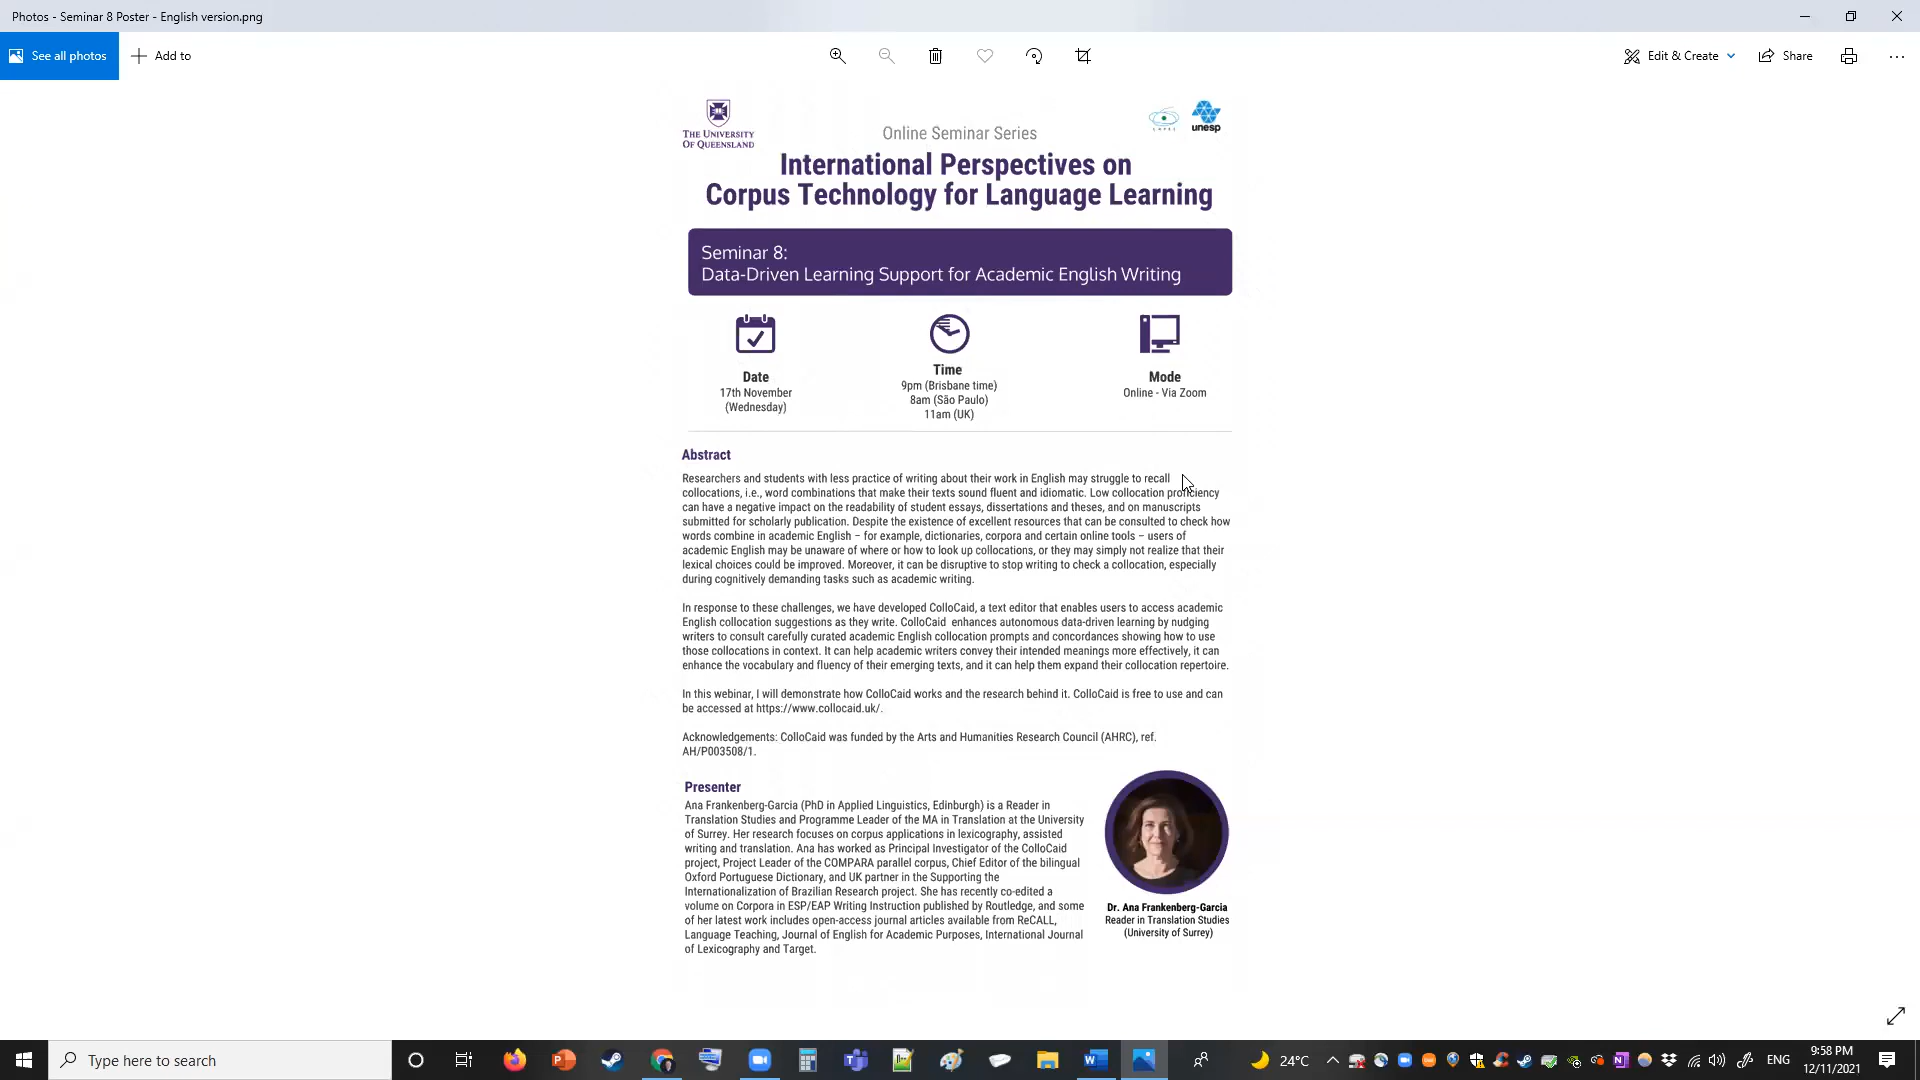 Photos - Seminar 8 Poster - English version.png
See all photos
Add to
Edit & Create
Share
THE UNIVERSITY
OF QUEENSLAND
unesp
Online Seminar Series
International Perspectives on
Corpus Technology for Language Learning
Seminar 8:
Data-Driven Learning Support for Academic English Writing
Date
17th November
(Wednesday)
Time
9pm (Brisbane time)
8am (São Paulo)
11am (UK)
Mode
Online - Via Zoom
Abstract
Researchers and students with less practice of writing about their work in English may struggle to recall
collocations, i.e., word combinations that make their texts sound fluent and idiomatic. Low collocation proficiency
can have a negative impact on the readability of student essays, dissertations and theses, and on manuscripts
submitted for scholarly publication. Despite the existence of excellent resources that can be consulted to check how
words combine in academic English – for example, dictionaries, corpora and certain online tools – users of
academic English may be unaware of where or how to look up collocations, or they may simply not realize that their
lexical choices could be improved. Moreover, it can be disruptive to stop writing to check a collocation, especially
during cognitively demanding tasks such as academic writing.
In response to these challenges, we have developed ColloCaid, a text editor that enables users to access academic
English collocation suggestions as they write. ColloCaid enhances autonomous data-driven learning by nudging
writers to consult carefully curated academic English collocation prompts and concordances showing how to use
those collocations in context. It can help academic writers convey their intended meanings more effectively, it can
enhance the vocabulary and fluency of their emerging texts, and it can help them expand their collocation repertoire.
In this webinar, I will demonstrate how ColloCaid works and the research behind it. ColloCaid is free to use and can
be accessed at https://www.collocaid.uk/.
Acknowledgements: ColloCaid was funded by the Arts and Humanities Research Council (AHRC), ref.
AH/P003508/1.
Presenter
Ana Frankenberg-Garcia (PhD in Applied Linguistics, Edinburgh) is a Reader in
Translation Studies and Programme Leader of the MA in Translation at the University
of Surrey. Her research focuses on corpus applications in lexicography, assisted
writing and translation. Ana has worked as Principal Investigator of the ColloCaid
project, Project Leader of the COMPARA parallel corpus, Chief Editor of the bilingual
Oxford Portuguese Dictionary, and UK partner in the Supporting the
Internationalization of Brazilian Research project. She has recently co-edited a
volume on Corpora in ESP/EAP Writing Instruction published by Routledge, and some
of her latest work includes open-access journal articles available from ReCALL,
Language Teaching, Journal of English for Academic Purposes, International Journal
of Lexicography and Target.
Dr. Ana Frankenberg-Garcia
Reader in Translation Studies
(University of Surrey)
Type here to search
24°C
ENG
9:58 PM
12/11/2021